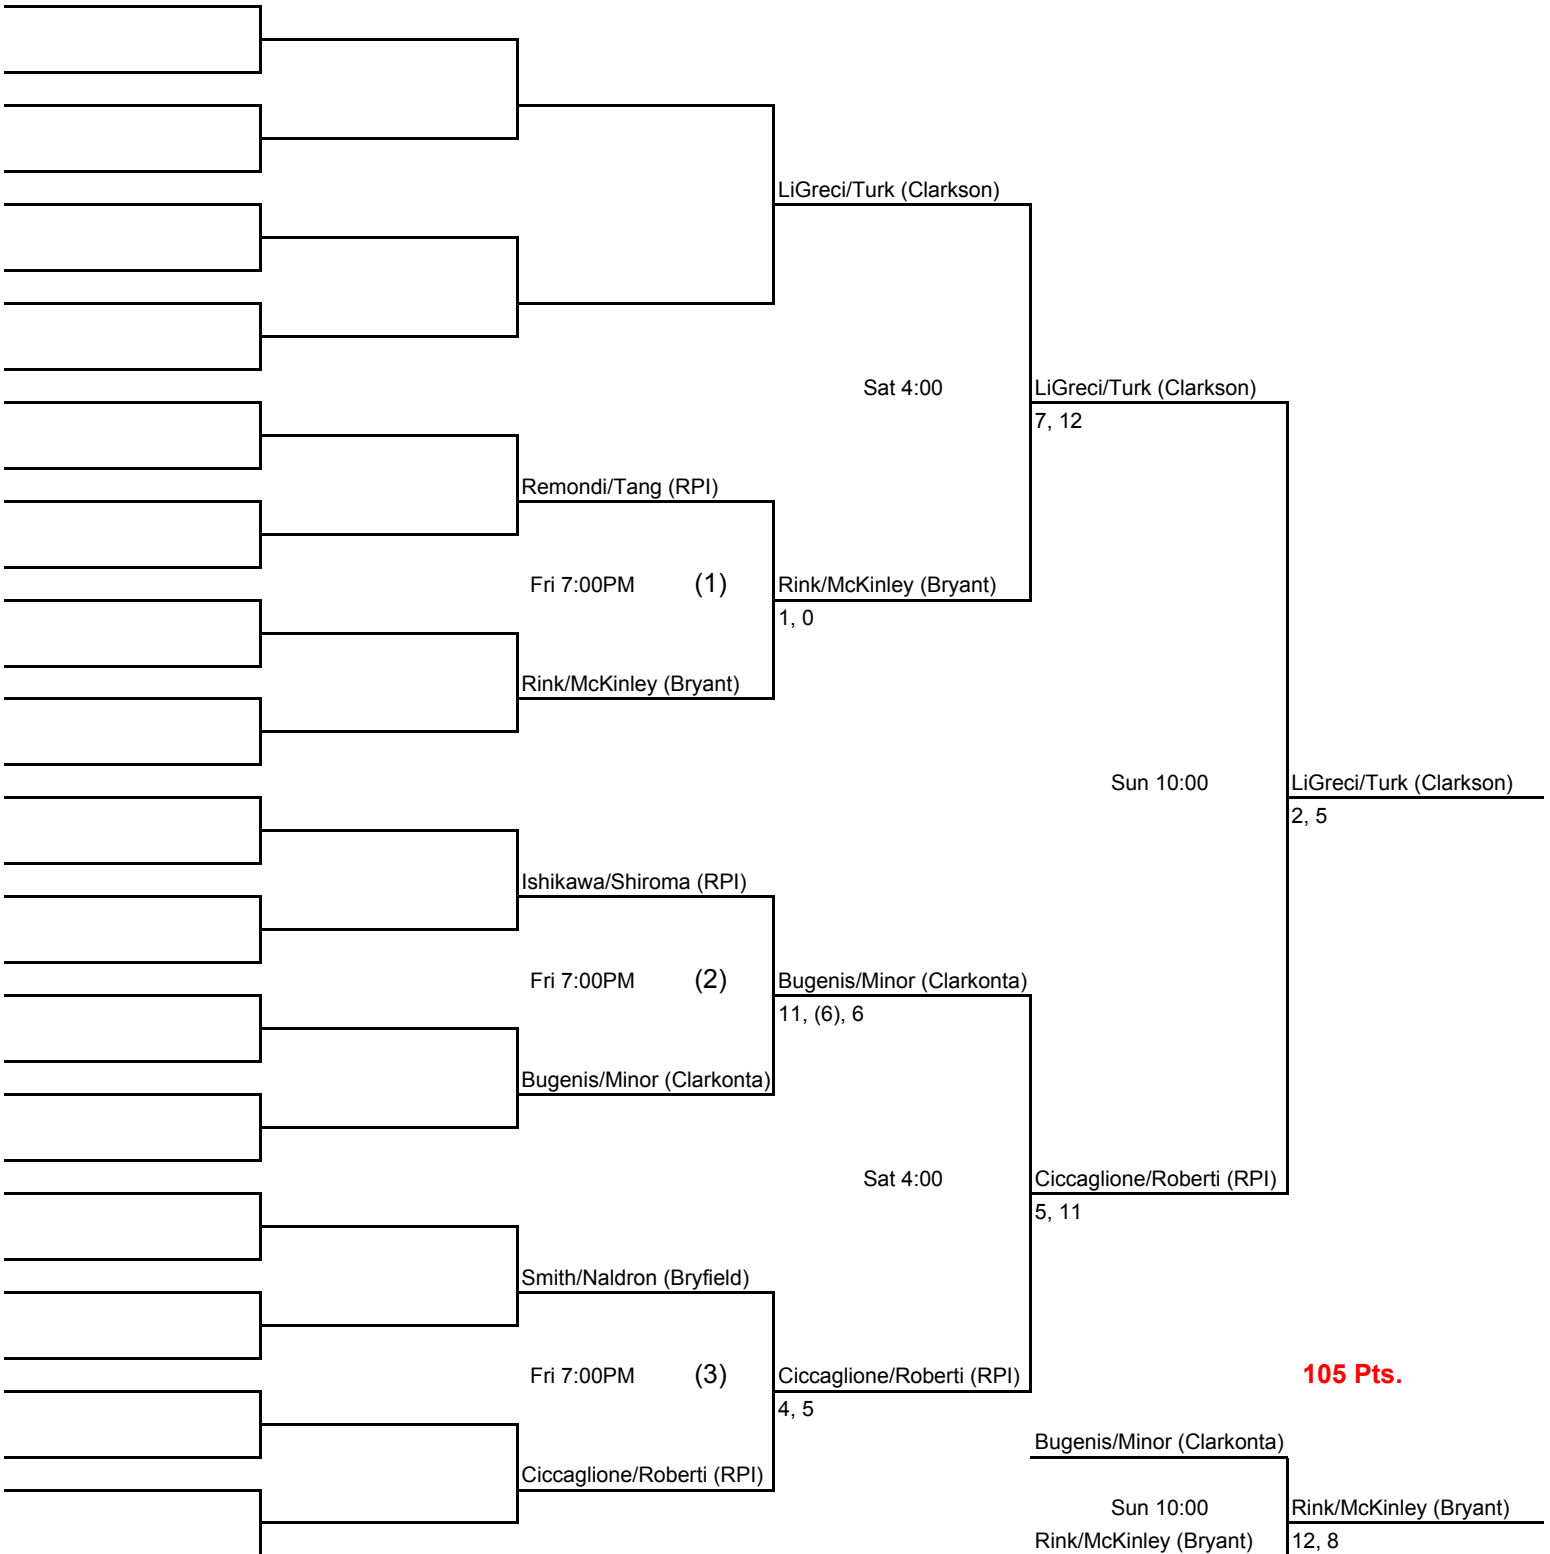 LiGreci/Turk (Clarkson)
Sat 4:00
LiGreci/Turk (Clarkson)
7, 12
Remondi/Tang (RPI)
Fri 7:00PM (1)
Rink/McKinley (Bryant)
1, 0
Rink/McKinley (Bryant)
Sun 10:00
LiGreci/Turk (Clarkson)
2, 5
Ishikawa/Shiroma (RPI)
Fri 7:00PM (2)
Bugenis/Minor (Clarkonta)
11, (6), 6
Bugenis/Minor (Clarkonta)
Sat 4:00
Ciccaglione/Roberti (RPI)
5, 11
Smith/Naldron (Bryfield)
Fri 7:00PM (3)
Ciccaglione/Roberti (RPI)
105 Pts.
4, 5
Bugenis/Minor (Clarkonta)
Ciccaglione/Roberti (RPI)
Sun 10:00
Rink/McKinley (Bryant)
Rink/McKinley (Bryant)
12, 8